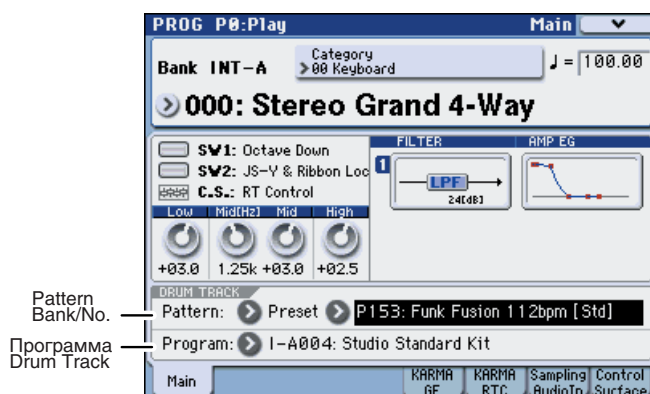 PROG P0:Play Main
Bank INT-A
Category
00 Keyboard
♩ = 100.00
000: Stereo Grand 4-Way
SW1: Octave Down
SW2: JS-Y & Ribbon Loc
C.S.: RT Control
FILTER
AMP EG
1
LPF
24[dB]
Low Mid[Hz] Mid High
+03.0 1.25k +03.0 +02.5
DRUM TRACK
Pattern Bank/No.
Pattern: Preset P153: Funk Fusion 112bpm [Std]
Программа Drum Track
Program: I-A004: Studio Standard Kit
Main
KARMA GE
KARMA RTC
Sampling AudioIn
Control Surface